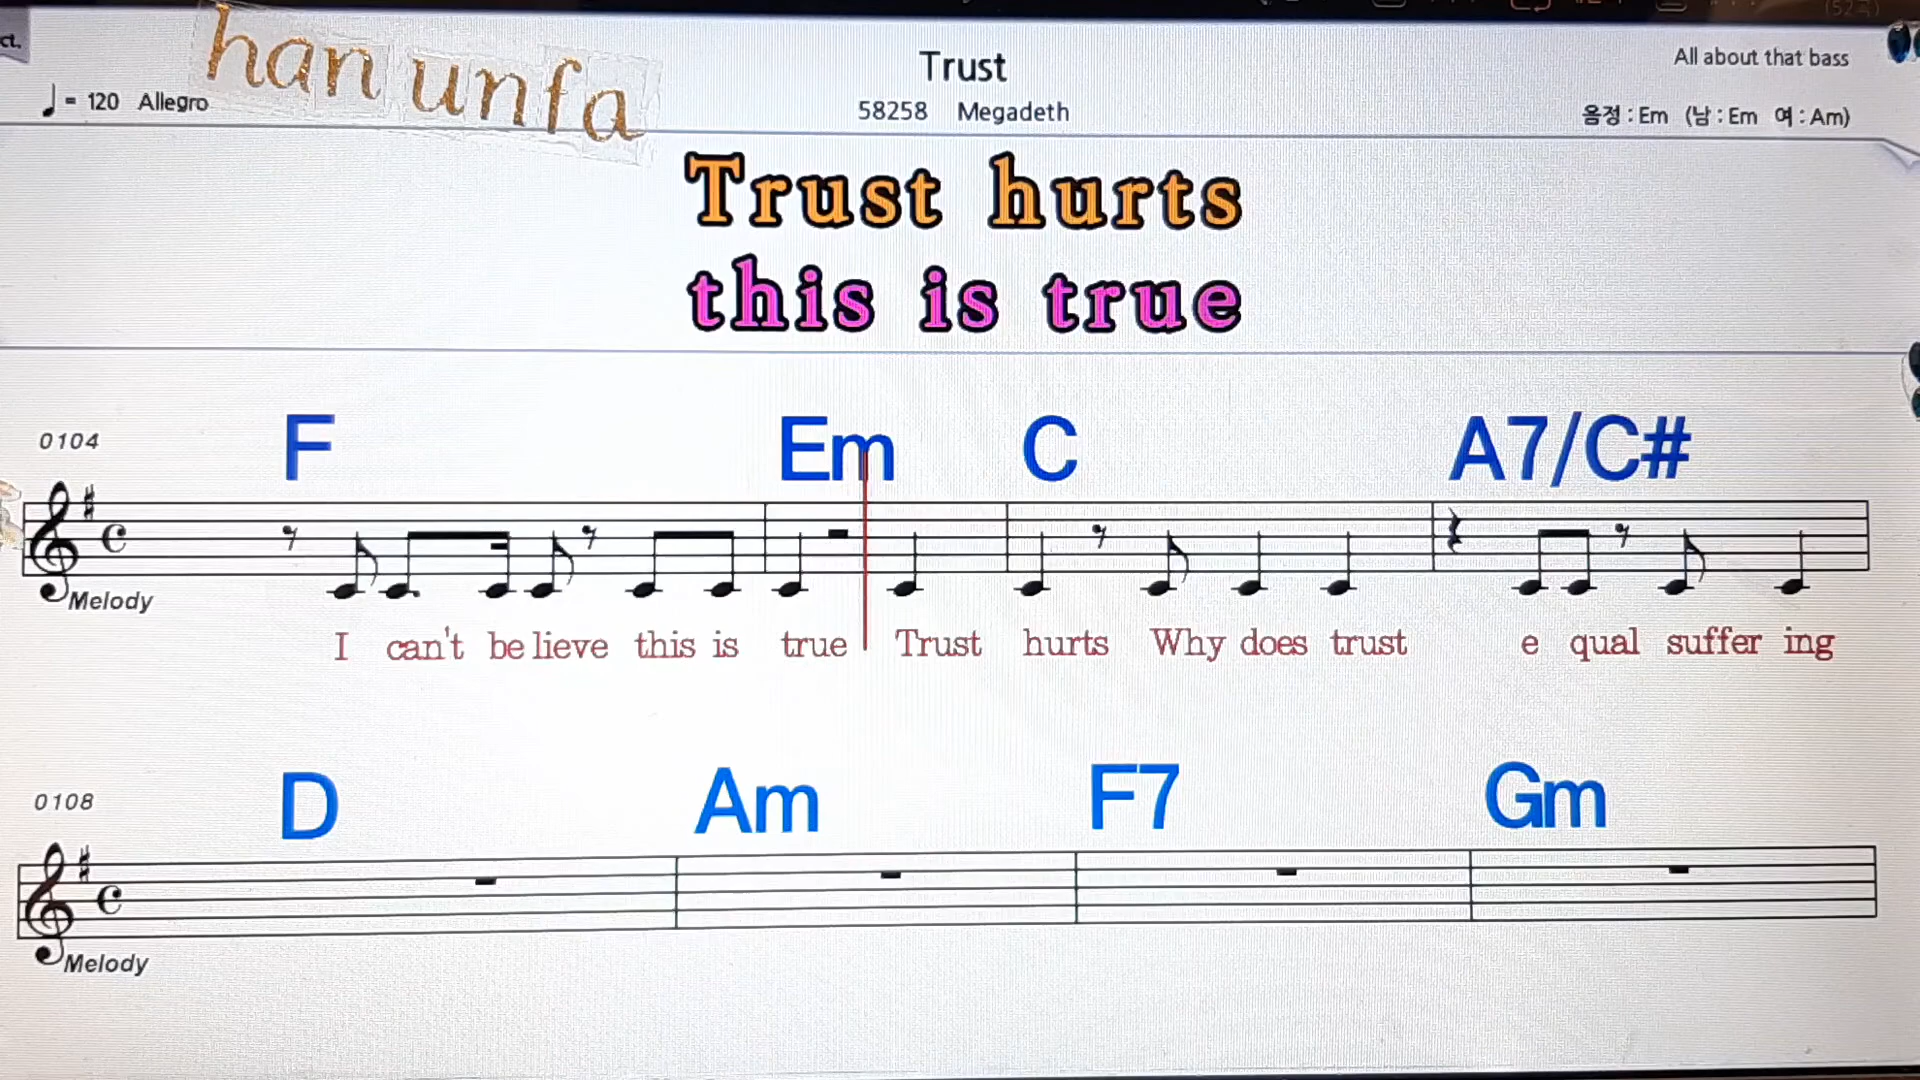 ct.
han unfa
Trust
All about that bass
♩= 120 Allegro
58258 Megadeth
음정 : Em (남 : Em 여 : Am)
Trust hurts
this is true
0104
F Em C A7/C#
Melody
I can't be lieve this is true Trust hurts Why does trust e qual suffer ing
0108
D Am F7 Gm
Melody